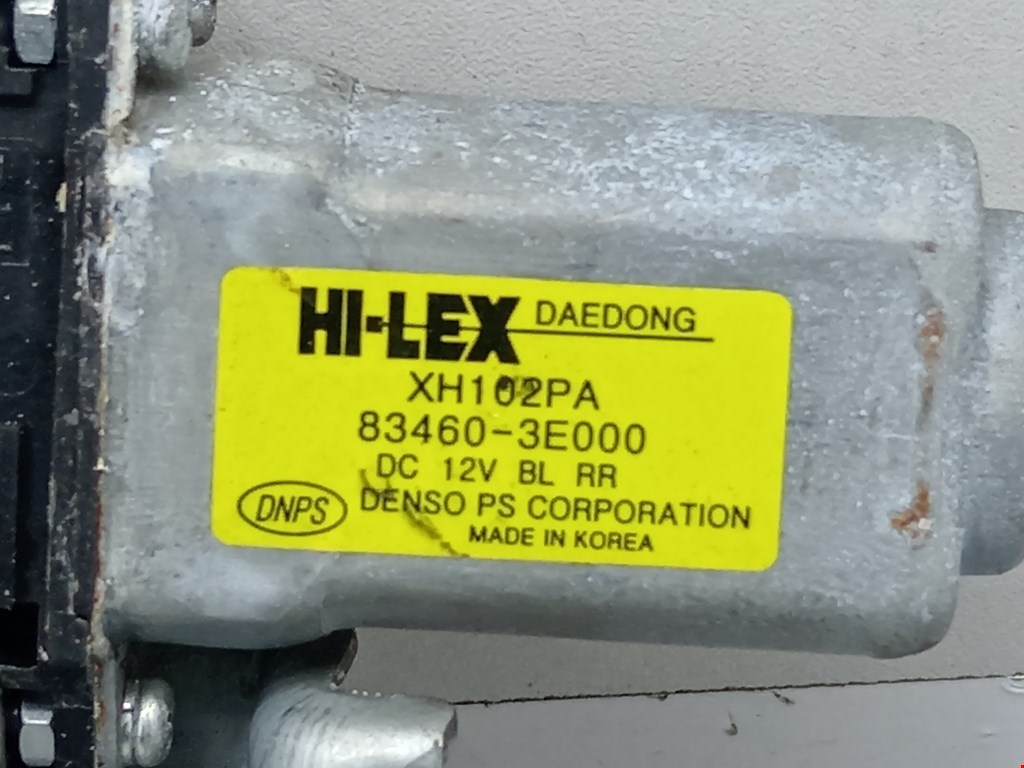 HI-LEX DAEDONG
XH102PA
83460-3E000
DC 12V BL RR
DNPS DENSO PS CORPORATION
MADE IN KOREA